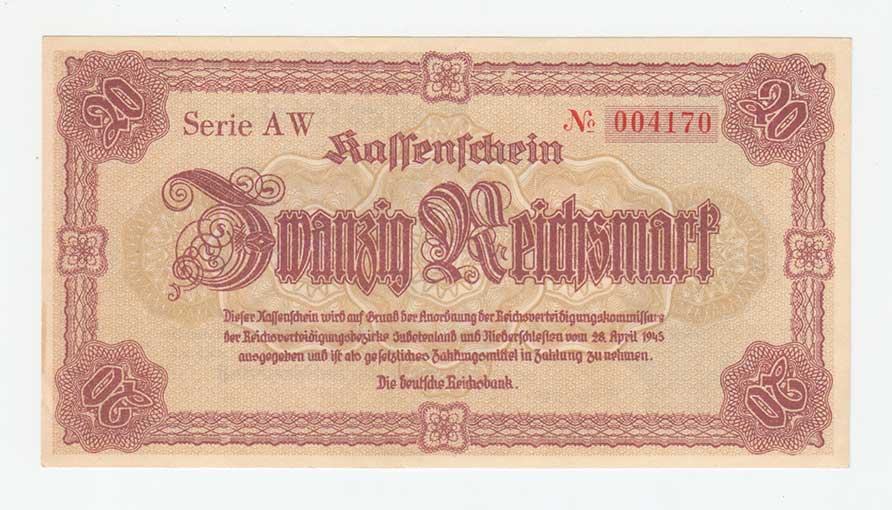 20 20
Serie AW № 004170
Kassenschein
Zwanzig Reichsmark
Dieser Kassenschein wird auf Grund der Anordnung der Reichsverteidigungskommissare
der Reichsverteidigungsbezirke Sudetenland und Niederschlesien vom 28. April 1945
ausgegeben und ist als gesetzliches Zahlungsmittel in Zahlung zu nehmen.
Die Deutsche Reichsbank.
20 20